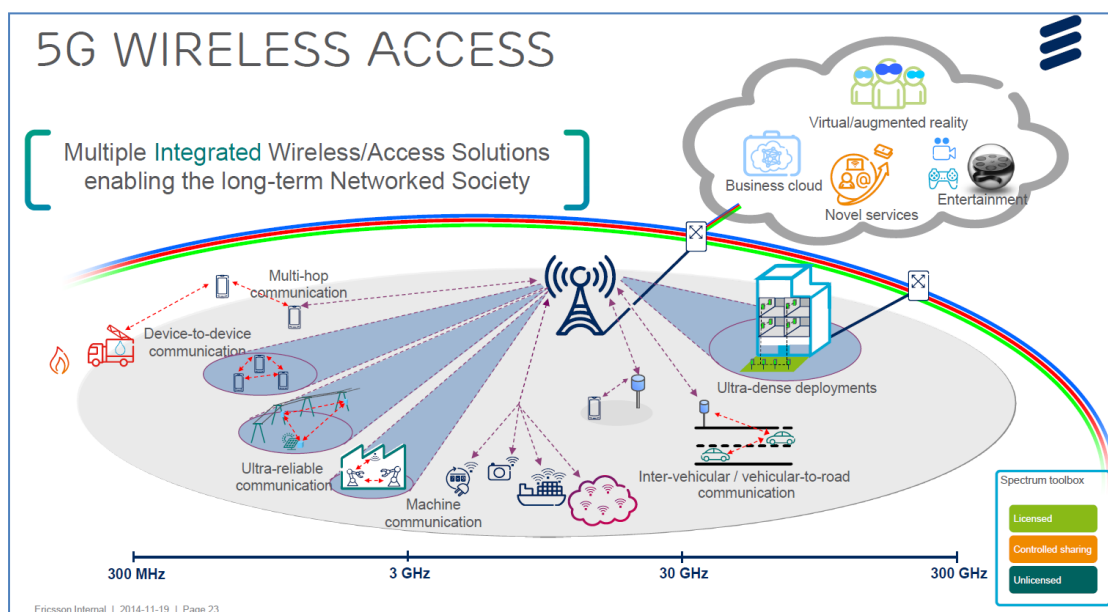 5G WIRELESS ACCESS
Multiple Integrated Wireless/Access Solutions
enabling the long-term Networked Society
Virtual/augmented reality
Business cloud
Novel services
Entertainment
Multi-hop
communication
Device-to-device
communication
Ultra-dense deployments
Ultra-reliable
communication
Machine
communication
Inter-vehicular / vehicular-to-road
communication
Spectrum toolbox
Licensed
Controlled sharing
Unlicensed
300 MHz
3 GHz
30 GHz
300 GHz
Ericsson Internal | 2014-11-19 | Page 23